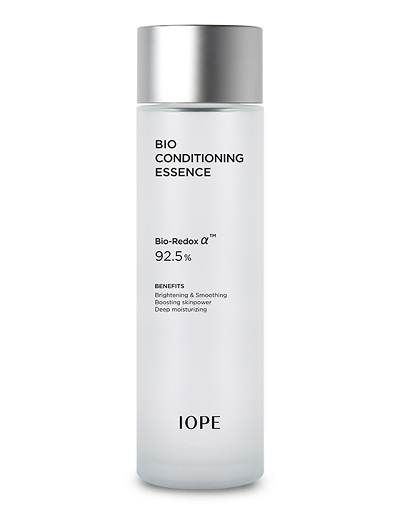 BIO
CONDITIONING
ESSENCE
Bio-Redox α™
92.5%
BENEFITS
Brightening & Smoothing
Boosting skinpower
Deep moisturizing
IOPE